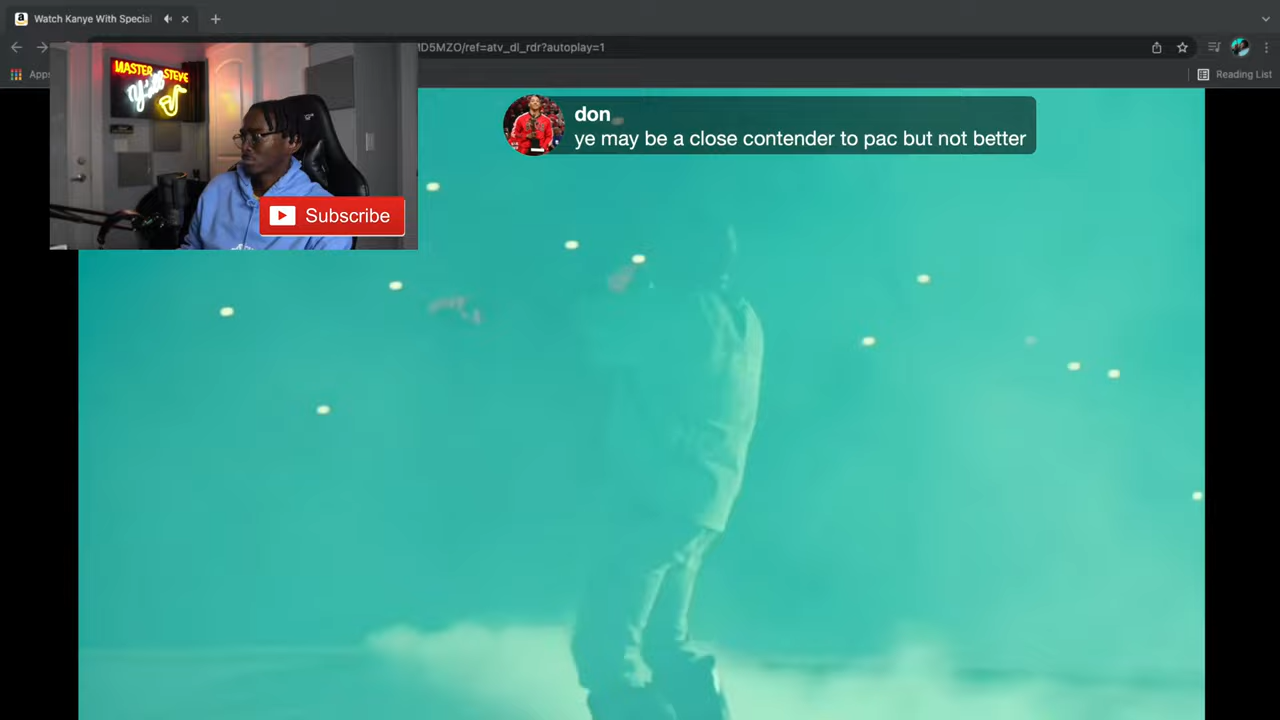 Watch Kanye With Special
MD5MZO/ref=atv_dl_rdr?autoplay=1
Apps
Reading List
MASTER STEVE
don
ye may be a close contender to pac but not better
Subscribe